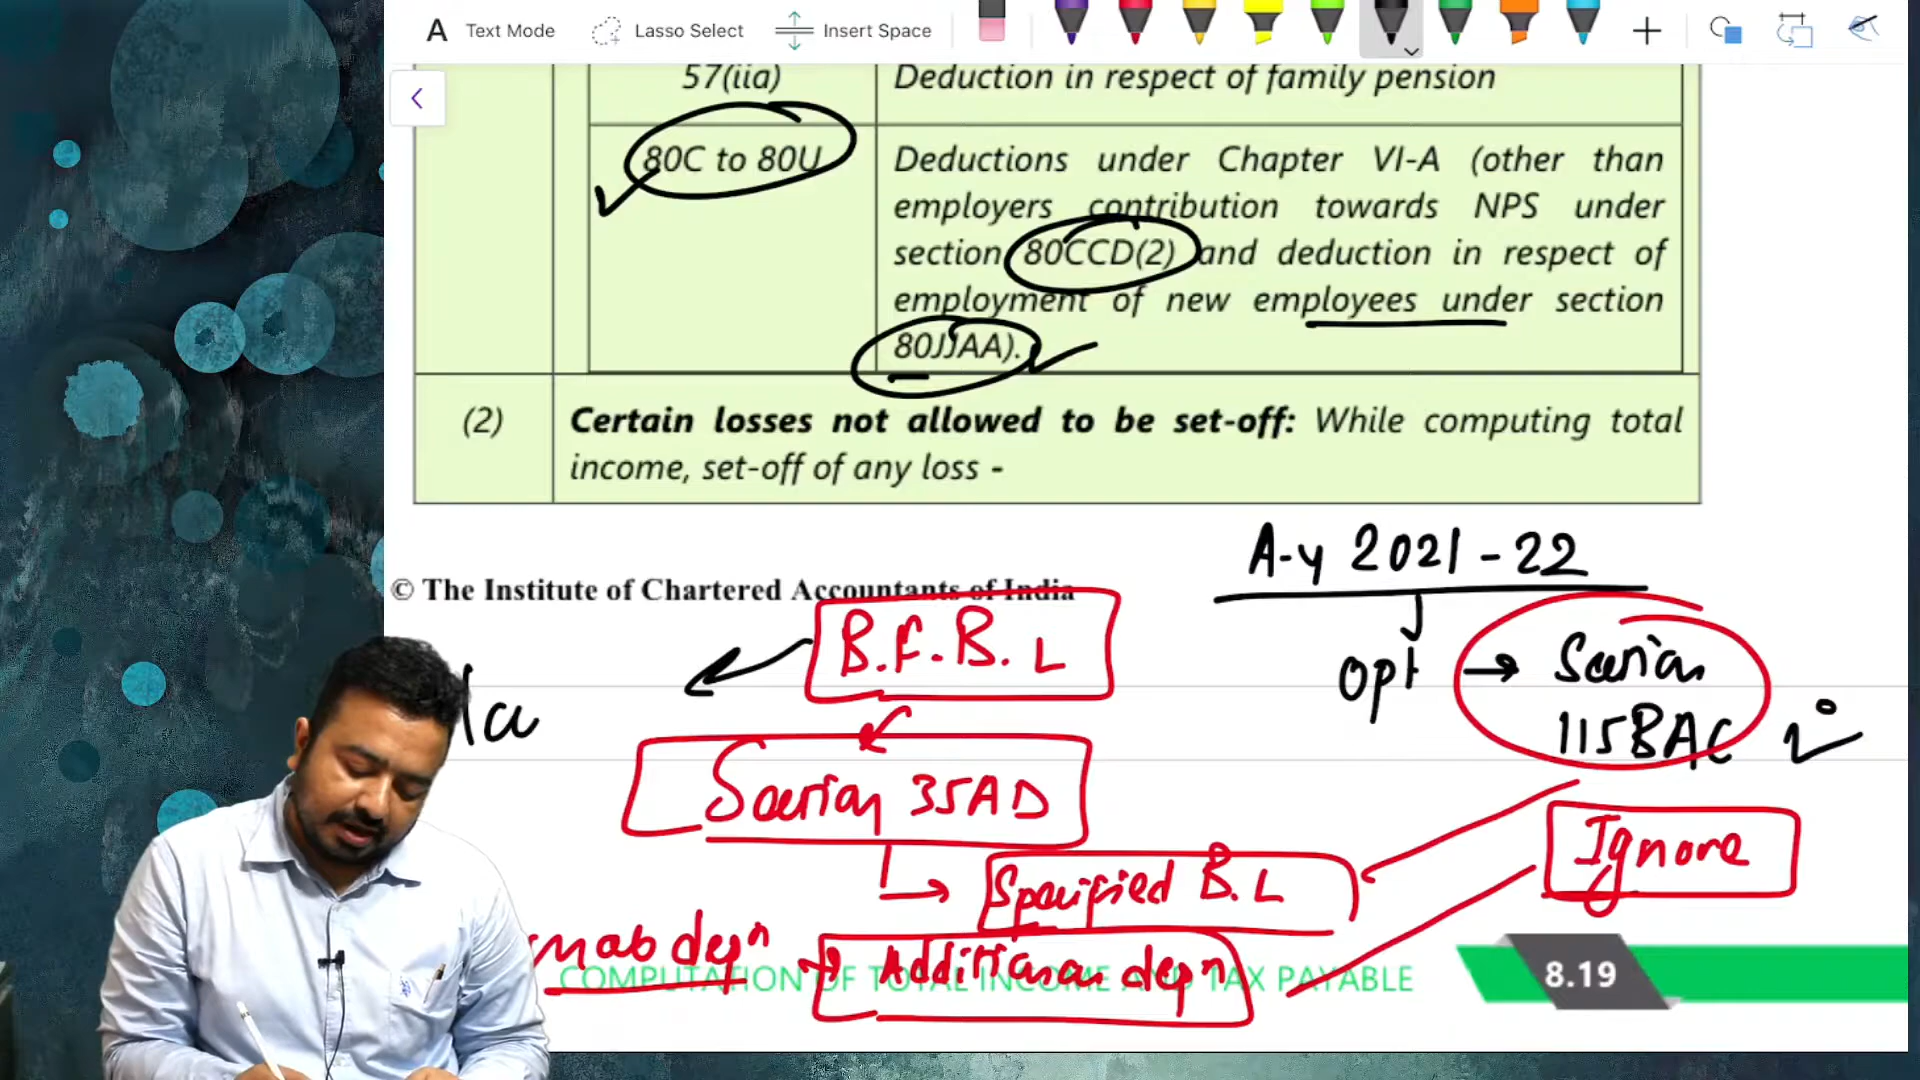 A Text Mode Lasso Select Insert Space
57(iia) Deduction in respect of family pension
80C to 80U
Deductions under Chapter VI-A (other than
employers contribution towards NPS under
section 80CCD(2) and deduction in respect of
employment of new employees under section
80JJAA).
(2) Certain losses not allowed to be set-off: While computing total
income, set-off of any loss -
A-y 2021-22
© The Institute of Chartered Accountants of India
B.F.B.L
Opt → Section
115BAC
Section 35AD
Ignore
Specified B.L
depn Additional depn
COMPUTATION OF TOTAL INCOME AND TAX PAYABLE 8.19